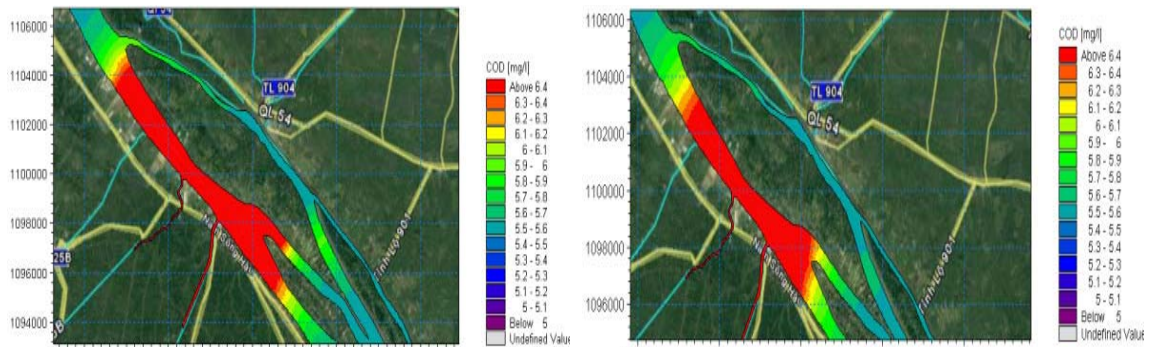 1106000
1104000
1102000
1100000
1098000
1096000
1094000
TL 904
QL 54
25B
COD [mg/l]
Above 6.4
6.3 - 6.4
6.2 - 6.3
6.1 - 6.2
6 - 6.1
5.9 - 6
5.8 - 5.9
5.7 - 5.8
5.6 - 5.7
5.5 - 5.6
5.4 - 5.5
5.3 - 5.4
5.2 - 5.3
5.1 - 5.2
5 - 5.1
Below 5
Undefined Value
1106000
1104000
1102000
1100000
1098000
1096000
TL 904
QL 54
COD [mg/l]
Above 6.4
6.3 - 6.4
6.2 - 6.3
6.1 - 6.2
6 - 6.1
5.9 - 6
5.8 - 5.9
5.7 - 5.8
5.6 - 5.7
5.5 - 5.6
5.4 - 5.5
5.3 - 5.4
5.2 - 5.3
5.1 - 5.2
5 - 5.1
Below 5
Undefined Value